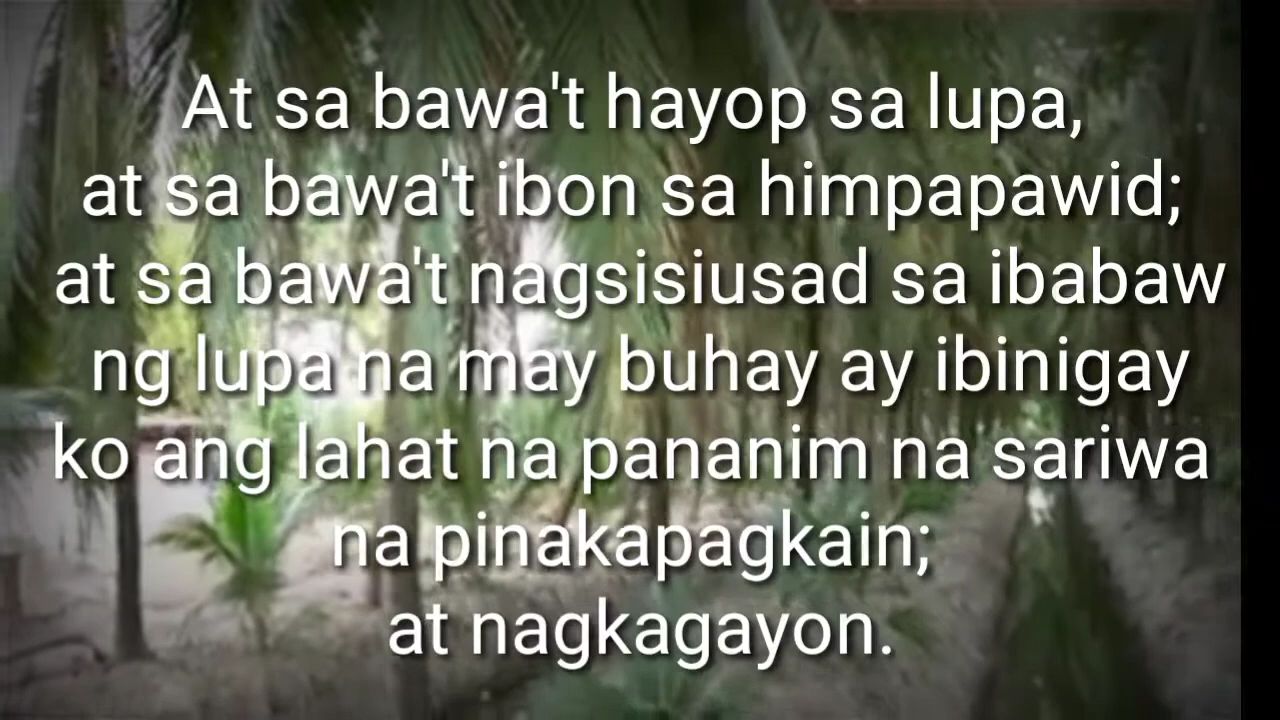 At sa bawa't hayop sa lupa,
at sa bawa't ibon sa himpapawid;
at sa bawa't nagsisiusad sa ibabaw
ng lupa na may buhay ay ibinigay
ko ang lahat na pananim na sariwa
na pinakapagkain;
at nagkagayon.